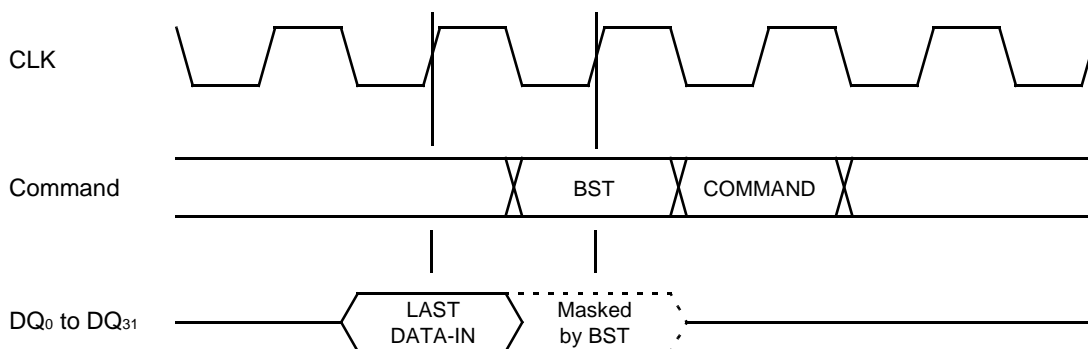 CLK
Command
BST
COMMAND
DQ0 to DQ31
LAST
DATA-IN
Masked
by BST